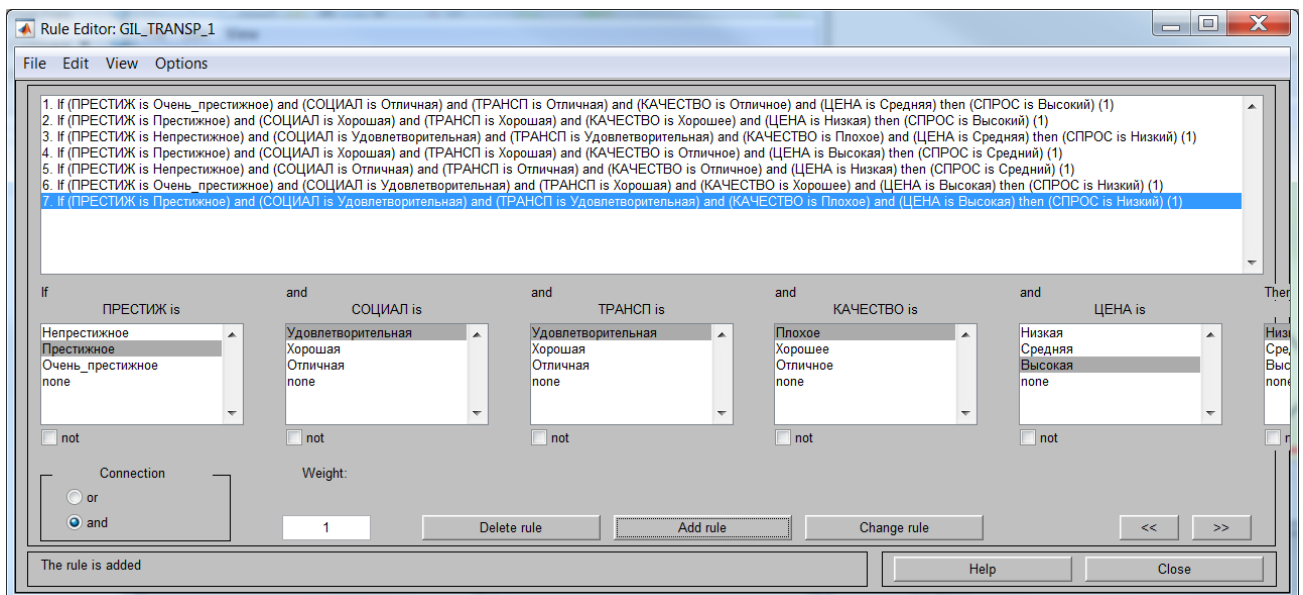 Rule Editor: GIL_TRANSP_1
File Edit View Options
1. If (ПРЕСТИЖ is Очень_престижное) and (СОЦИАЛ is Отличная) and (ТРАНСП is Отличная) and (КАЧЕСТВО is Отличное) and (ЦЕНА is Средняя) then (СПРОС is Высокий) (1)
2. If (ПРЕСТИЖ is Престижное) and (СОЦИАЛ is Хорошая) and (ТРАНСП is Хорошая) and (КАЧЕСТВО is Хорошее) and (ЦЕНА is Низкая) then (СПРОС is Высокий) (1)
3. If (ПРЕСТИЖ is Непрестижное) and (СОЦИАЛ is Удовлетворительная) and (ТРАНСП is Удовлетворительная) and (КАЧЕСТВО is Плохое) and (ЦЕНА is Средняя) then (СПРОС is Низкий) (1)
4. If (ПРЕСТИЖ is Престижное) and (СОЦИАЛ is Хорошая) and (ТРАНСП is Хорошая) and (КАЧЕСТВО is Отличное) and (ЦЕНА is Высокая) then (СПРОС is Средний) (1)
5. If (ПРЕСТИЖ is Непрестижное) and (СОЦИАЛ is Отличная) and (ТРАНСП is Отличная) and (КАЧЕСТВО is Отличное) and (ЦЕНА is Низкая) then (СПРОС is Средний) (1)
6. If (ПРЕСТИЖ is Очень_престижное) and (СОЦИАЛ is Удовлетворительная) and (ТРАНСП is Хорошая) and (КАЧЕСТВО is Хорошее) and (ЦЕНА is Высокая) then (СПРОС is Низкий) (1)
7. If (ПРЕСТИЖ is Престижное) and (СОЦИАЛ is Удовлетворительная) and (ТРАНСП is Удовлетворительная) and (КАЧЕСТВО is Плохое) and (ЦЕНА is Высокая) then (СПРОС is Низкий) (1)
If and and and and
ПРЕСТИЖ is СОЦИАЛ is ТРАНСП is КАЧЕСТВО is ЦЕНА is
Непрестижное Удовлетворительная Удовлетворительная Плохое Низкая
Престижное Хорошая Хорошая Хорошее Средняя
Очень_престижное Отличная Отличная Отличное Высокая
none none none none none none
not not not not not
Connection Weight:
or
and 1 Delete rule Add rule Change rule << >>
The rule is added Help Close